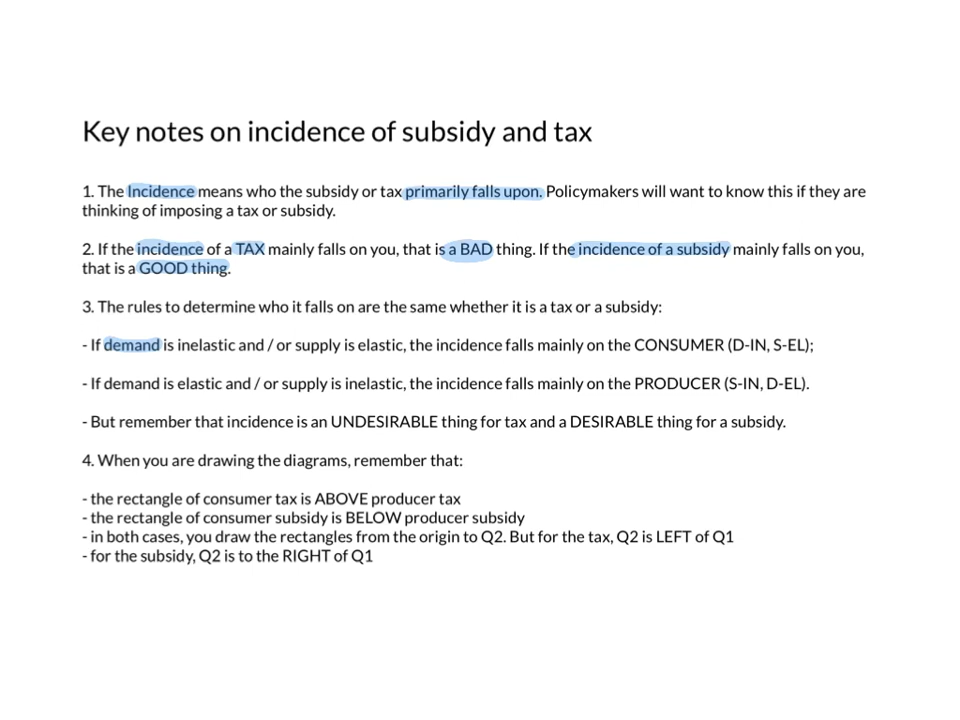 Key notes on incidence of subsidy and tax
1. The Incidence means who the subsidy or tax primarily falls upon. Policymakers will want to know this if they are
thinking of imposing a tax or subsidy.
2. If the incidence of a TAX mainly falls on you, that is a BAD thing. If the incidence of a subsidy mainly falls on you,
that is a GOOD thing.
3. The rules to determine who it falls on are the same whether it is a tax or a subsidy:
- If demand is inelastic and / or supply is elastic, the incidence falls mainly on the CONSUMER (D-IN, S-EL);
- If demand is elastic and / or supply is inelastic, the incidence falls mainly on the PRODUCER (S-IN, D-EL).
- But remember that incidence is an UNDESIRABLE thing for tax and a DESIRABLE thing for a subsidy.
4. When you are drawing the diagrams, remember that:
- the rectangle of consumer tax is ABOVE producer tax
- the rectangle of consumer subsidy is BELOW producer subsidy
- in both cases, you draw the rectangles from the origin to Q2. But for the tax, Q2 is LEFT of Q1
- for the subsidy, Q2 is to the RIGHT of Q1